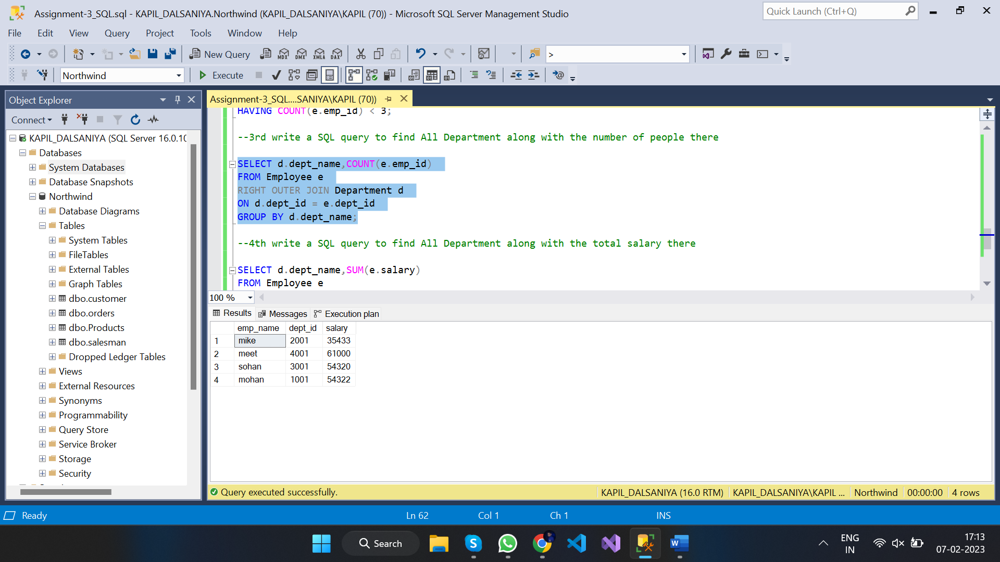 Assignment-3_SQL.sql - KAPIL_DALSANIYA.Northwind (KAPIL_DALSANIYA\KAPIL (70)) - Microsoft SQL Server Management Studio
Quick Launch (Ctrl+Q)
File Edit View Query Project Tools Window Help
New Query MDX DMX XMLA DAX >
Northwind Execute
Object Explorer
Connect
KAPIL_DALSANIYA (SQL Server 16.0.10
Databases
System Databases
Database Snapshots
Northwind
Database Diagrams
Tables
System Tables
FileTables
External Tables
Graph Tables
dbo.customer
dbo.orders
dbo.Products
dbo.salesman
Dropped Ledger Tables
Views
External Resources
Synonyms
Programmability
Query Store
Service Broker
Storage
Security
Assignment-3_SQL....SANIYA\KAPIL (70))
HAVING COUNT(e.emp_id) < 3;
--3rd write a SQL query to find All Department along with the number of people there
SELECT d.dept_name,COUNT(e.emp_id)
FROM Employee e
RIGHT OUTER JOIN Department d
ON d.dept_id = e.dept_id
GROUP BY d.dept_name;
--4th write a SQL query to find All Department along with the total salary there
SELECT d.dept_name,SUM(e.salary)
FROM Employee e
100 %
Results Messages Execution plan
emp_name dept_id salary
1 mike 2001 35433
2 meet 4001 61000
3 sohan 3001 54320
4 mohan 1001 54322
Query executed successfully. KAPIL_DALSANIYA (16.0 RTM) KAPIL_DALSANIYA\KAPIL ... Northwind 00:00:00 4 rows
Ready Ln 62 Col 1 Ch 1 INS
Search
ENG
IN
17:13
07-02-2023